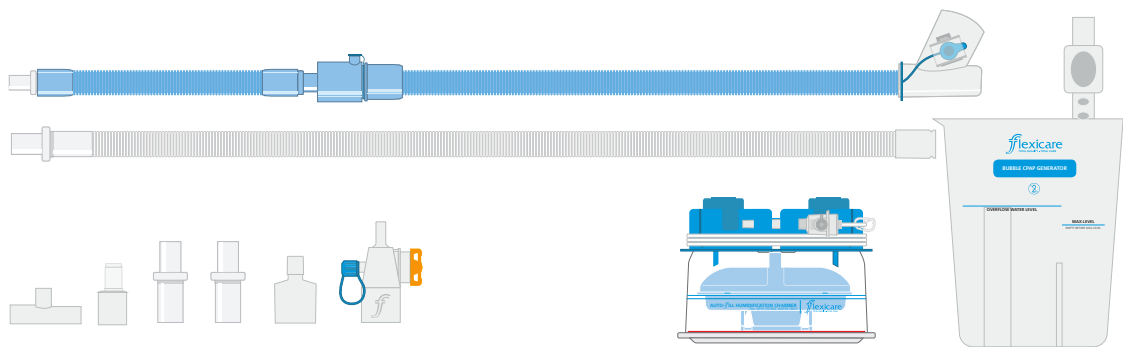 flexicare
BUBBLE CPAP GENERATOR
2
OVERFLOW WATER LEVEL
MAX LEVEL
AUTO-FILL HUMIDIFICATION CHAMBER
flexicare
f